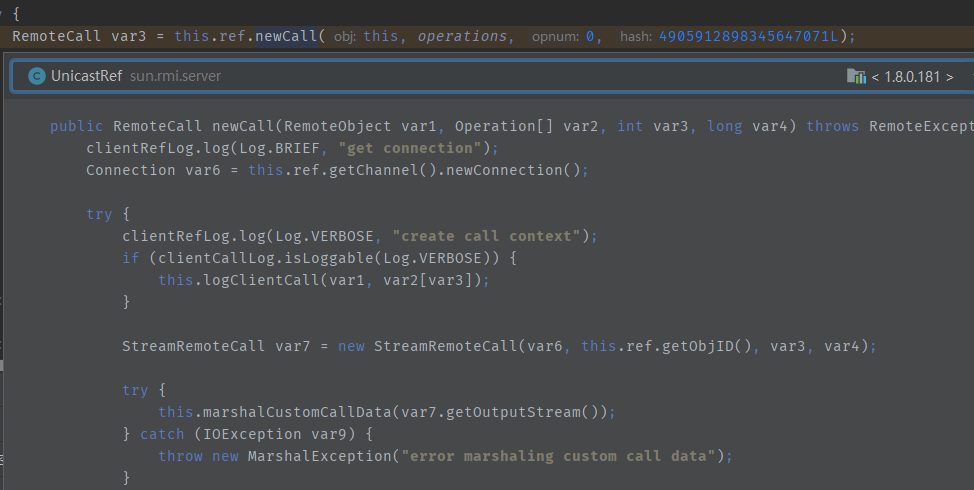 {
RemoteCall var3 = this.ref.newCall( obj: this, operations, opnum: 0, hash: 4905912898345647071L);
C UnicastRef sun.rmi.server < 1.8.0.181 >
public RemoteCall newCall(RemoteObject var1, Operation[] var2, int var3, long var4) throws RemoteExcept
clientRefLog.log(Log.BRIEF, "get connection");
Connection var6 = this.ref.getChannel().newConnection();
try {
clientRefLog.log(Log.VERBOSE, "create call context");
if (clientCallLog.isLoggable(Log.VERBOSE)) {
this.logClientCall(var1, var2[var3]);
}
StreamRemoteCall var7 = new StreamRemoteCall(var6, this.ref.getObjID(), var3, var4);
try {
this.marshalCustomCallData(var7.getOutputStream());
} catch (IOException var9) {
throw new MarshalException("error marshaling custom call data");
}